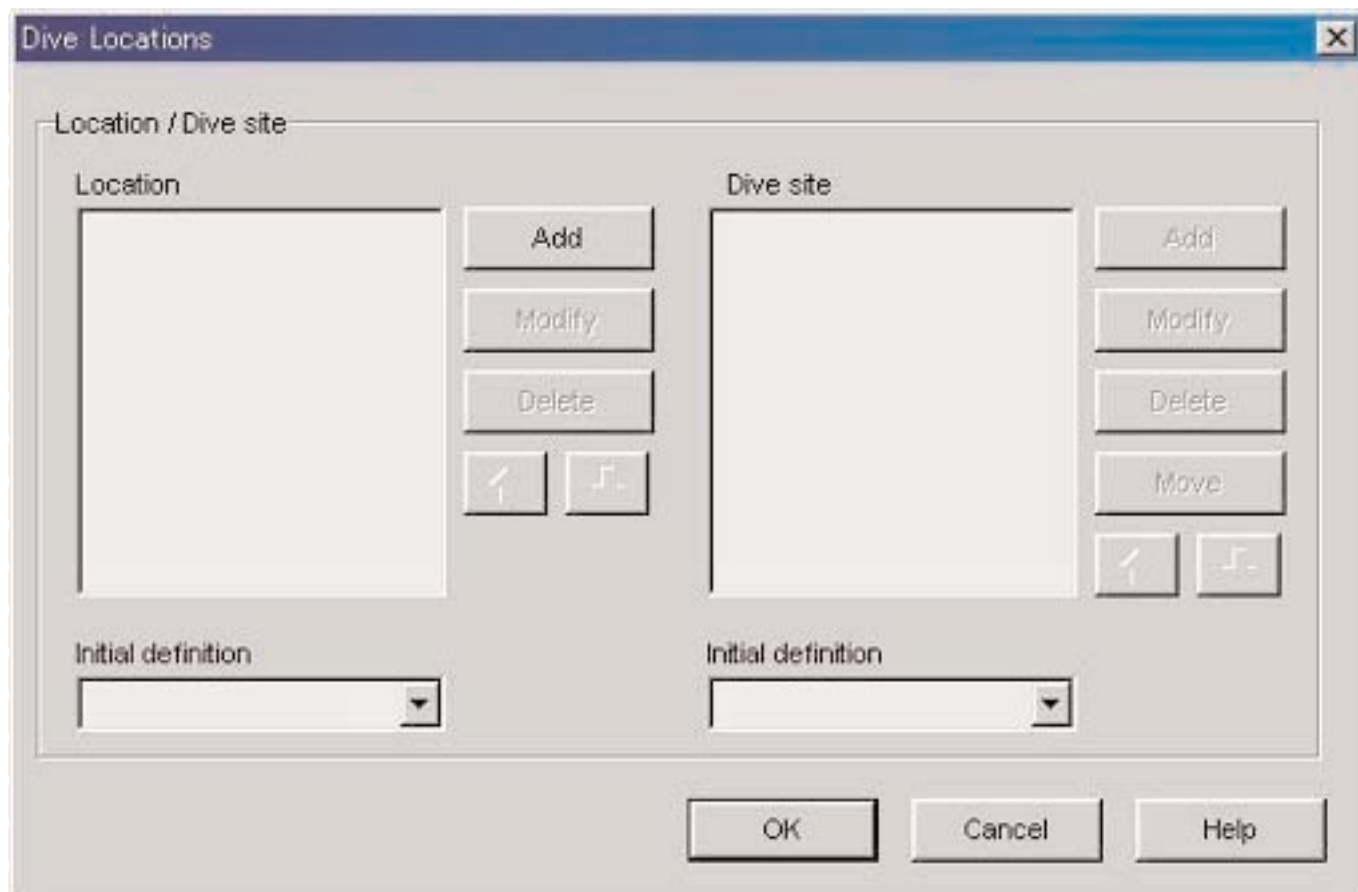 Dive Locations
Location / Dive site
Location
Add
Modify
Delete
Initial definition
Dive site
Add
Modify
Delete
Move
Initial definition
OK Cancel Help